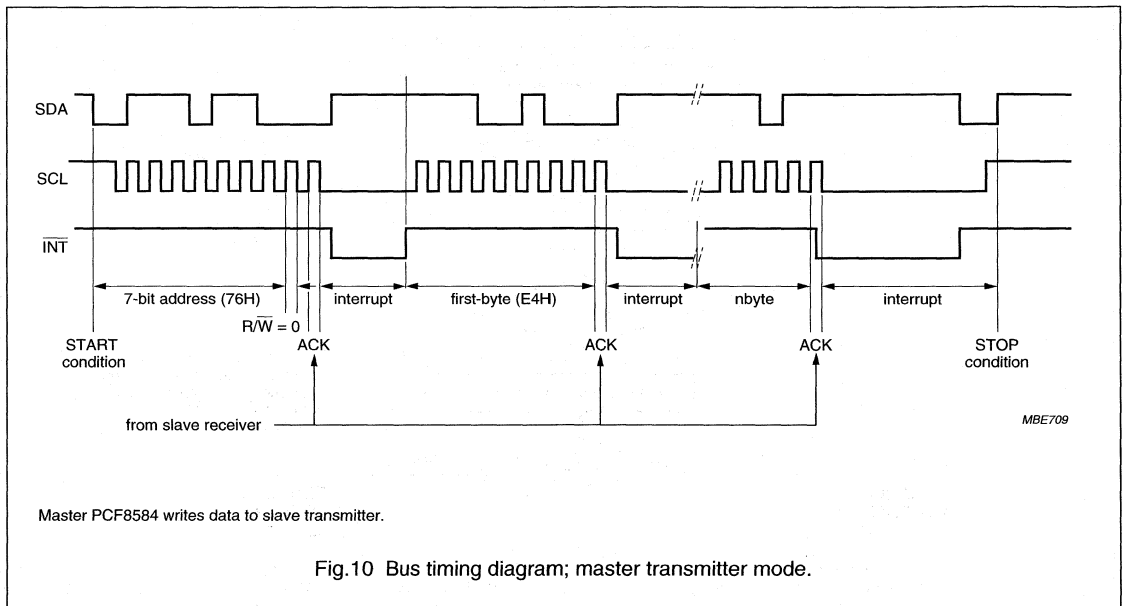 SDA
SCL
INT
7-bit address (76H)
interrupt
first-byte (E4H)
interrupt
nbyte
interrupt
R/W = 0
START
condition
ACK
ACK
ACK
STOP
condition
from slave receiver
MBE709
Master PCF8584 writes data to slave transmitter.
Fig.10 Bus timing diagram; master transmitter mode.